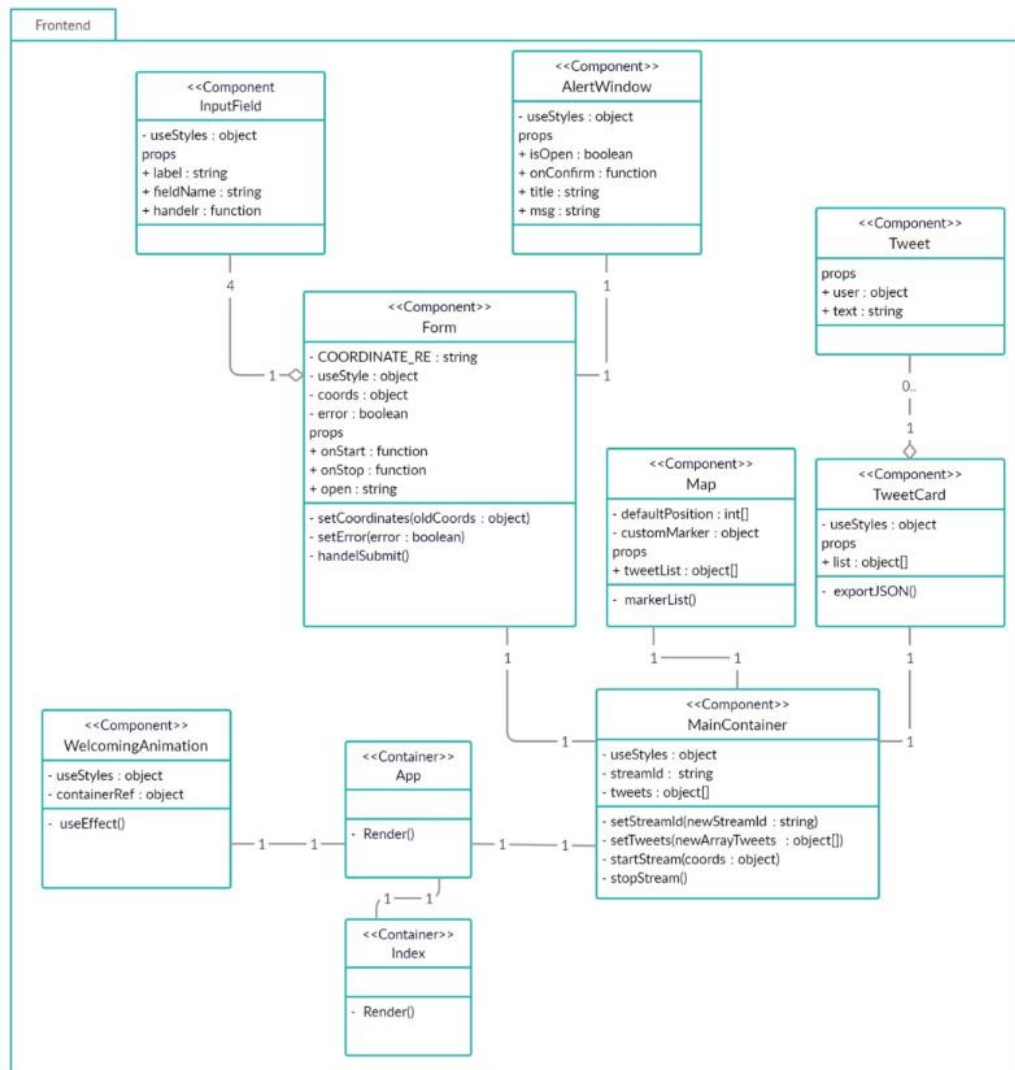 Frontend
<<Component
InputField
- useStyles : object
props
+ label : string
+ fieldName : string
+ handelr : function
<<Component>>
AlertWindow
- useStyles : object
props
+ isOpen : boolean
+ onConfirm : function
+ title : string
+ msg : string
<<Component>>
Tweet
props
+ user : object
+ text : string
4
1
1
1
0..
1
<<Component>>
Form
- COORDINATE_RE : string
- useStyle : object
- coords : object
- error : boolean
props
+ onStart : function
+ onStop : function
+ open : string
- setCoordinates(oldCoords : object)
- setError(error : boolean)
- handelSubmit()
<<Component>>
Map
- defaultPosition : int[]
- customMarker : object
props
+ tweetList : object[]
- markerList()
<<Component>>
TweetCard
- useStyles : object
props
+ list : object[]
- exportJSON()
1
1
1
1
1
1
<<Component>>
MainContainer
- useStyles : object
- streamId : string
- tweets : object[]
- setStreamId(newStreamId : string)
- setTweets(newArrayTweets : object[])
- startStream(coords : object)
- stopStream()
<<Component>>
WelcomingAnimation
- useStyles : object
- containerRef : object
- useEffect()
<<Container>>
App
- Render()
1
1
1
1
1
1
<<Container>>
Index
- Render()